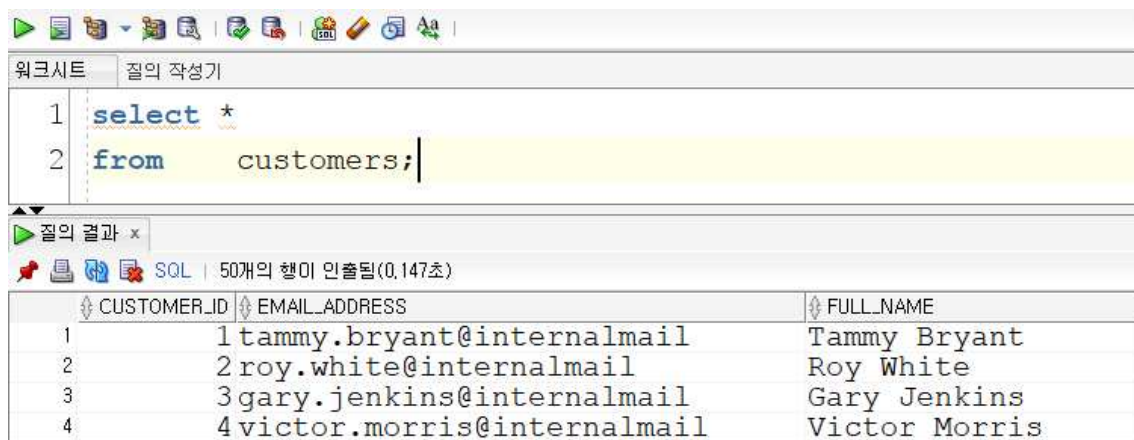 워크시트 질의 작성기
1 select *
2 from customers;
질의 결과 x
SQL | 50개의 행이 인출됨(0,147초)
CUSTOMER_ID EMAIL_ADDRESS FULL_NAME
1 1 tammy.bryant@internalmail Tammy Bryant
2 2 roy.white@internalmail Roy White
3 3 gary.jenkins@internalmail Gary Jenkins
4 4 victor.morris@internalmail Victor Morris